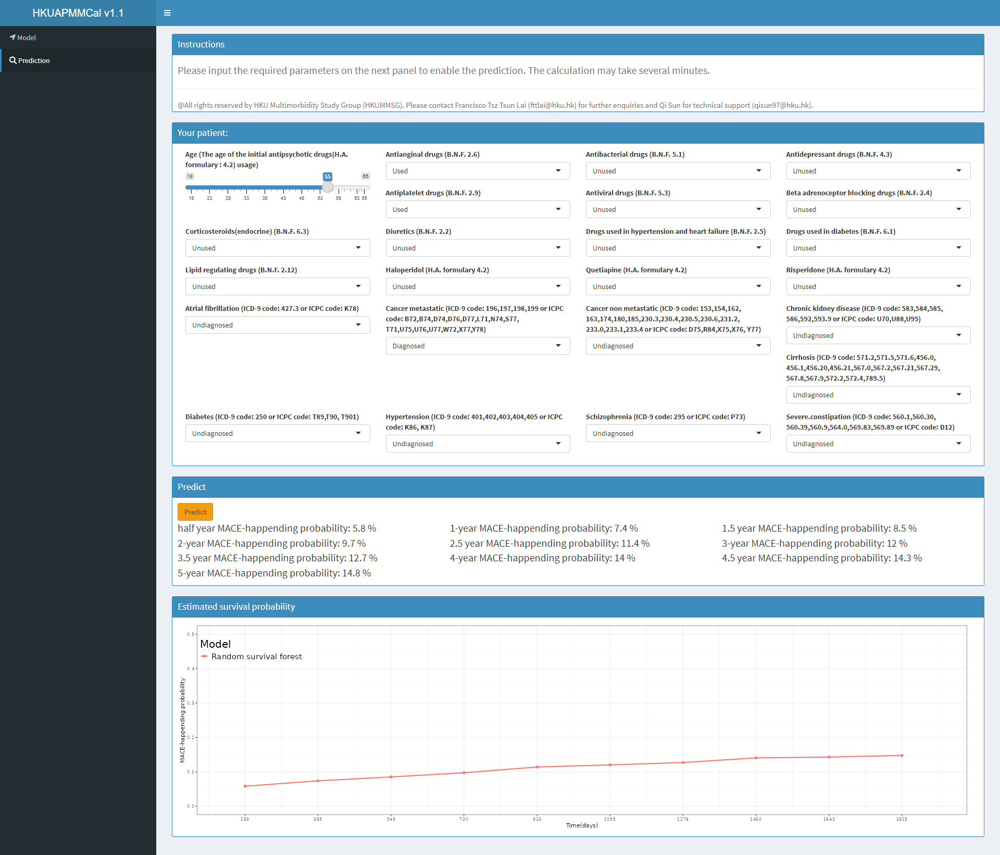 HKUAPMMCal v1.1
Model
Prediction
Instructions
Please input the required parameters on the next panel to enable the prediction. The calculation may take several minutes.
@All rights reserved by HKU Multimorbidity Study Group (HKUMMSG). Please contact Francisco Tsz Tsun Lai (fttlai@hku.hk) for further enquiries and Qi Sun for technical support (qisun97@hku.hk).
Your patient:
Age (The age of the initial antipsychotic drugs(H.A.
formulary : 4.2) usage)
18 55 65
18 23 28 33 38 43 48 53 58 63 65
Antianginal drugs (B.N.F. 2.6)
Used
Antibacterial drugs (B.N.F. 5.1)
Unused
Antidepressant drugs (B.N.F. 4.3)
Unused
Antiplatelet drugs (B.N.F. 2.9)
Used
Antiviral drugs (B.N.F. 5.3)
Unused
Beta adrenoceptor blocking drugs (B.N.F. 2.4)
Unused
Corticosteroids(endocrine) (B.N.F. 6.3)
Unused
Diuretics (B.N.F. 2.2)
Unused
Drugs used in hypertension and heart failure (B.N.F. 2.5)
Unused
Drugs used in diabetes (B.N.F. 6.1)
Unused
Lipid regulating drugs (B.N.F. 2.12)
Unused
Haloperidol (H.A. formulary 4.2)
Unused
Quetiapine (H.A. formulary 4.2)
Unused
Risperidone (H.A. formulary 4.2)
Unused
Atrial fibrillation (ICD-9 code: 427.3 or ICPC code: K78)
Undiagnosed
Cancer metastatic (ICD-9 code: 196,197,198,199 or ICPC
code: B72,B74,D74,D76,D77,L71,N74,S77,
T71,U75,U76,U77,W72,X77,Y78)
Diagnosed
Cancer non metastatic (ICD-9 code: 153,154,162,
163,174,180,185,230.3,230.4,230.5,230.6,231.2,
233.0,233.1,233.4 or ICPC code: D75,R84,X75,X76, Y77)
Undiagnosed
Chronic kidney disease (ICD-9 code: 583,584,585,
586,592,593.9 or ICPC code: U70,U88,U95)
Undiagnosed
Cirrhosis (ICD-9 code: 571.2,571.5,571.6,456.0,
456.1,456.20,456.21,567.0,567.2,567.21,567.29,
567.8,567.9,572.2,572.4,789.5)
Undiagnosed
Diabetes (ICD-9 code: 250 or ICPC code: T89,T90, T901)
Undiagnosed
Hypertension (ICD-9 code: 401,402,403,404,405 or ICPC
code: K86, K87)
Undiagnosed
Schizophrenia (ICD-9 code: 295 or ICPC code: P73)
Undiagnosed
Severe.constipation (ICD-9 code: 560.1,560.30,
560.39,560.9,564.0,569.83,569.89 or ICPC code: D12)
Undiagnosed
Predict
Predict
half year MACE-happending probability: 5.8 %
1-year MACE-happending probability: 7.4 %
1.5 year MACE-happending probability: 8.5 %
2-year MACE-happending probability: 9.7 %
2.5 year MACE-happending probability: 11.4 %
3-year MACE-happending probability: 12 %
3.5 year MACE-happending probability: 12.7 %
4-year MACE-happending probability: 14 %
4.5 year MACE-happending probability: 14.3 %
5-year MACE-happending probability: 14.8 %
Estimated survival probability
Model
Random survival forest
MACE-happending probability
0.5
0.4
0.3
0.2
0.1
0.0
183 365 548 730 913 1095 1278 1460 1643 1825
Time(days)